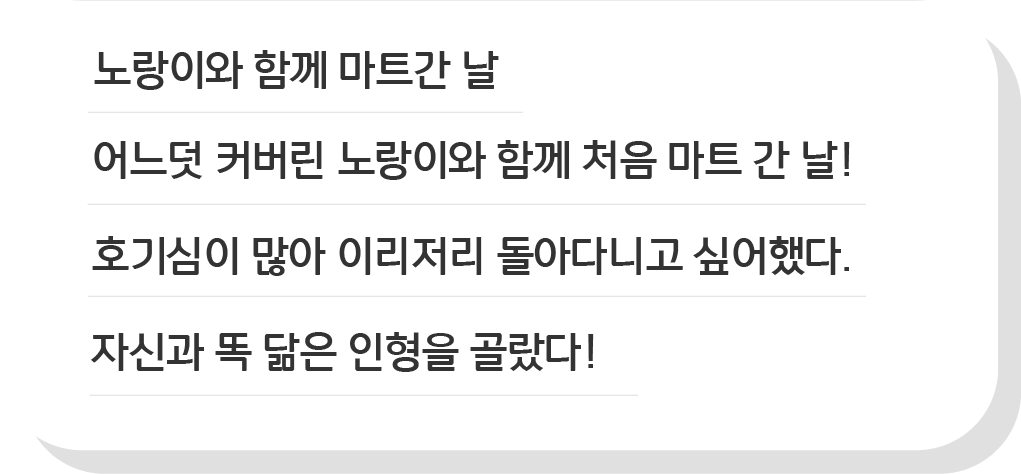 노랑이와 함께 마트간 날
어느덧 커버린 노랑이와 함께 처음 마트 간 날!
호기심이 많아 이리저리 돌아다니고 싶어했다.
자신과 똑 닮은 인형을 골랐다!